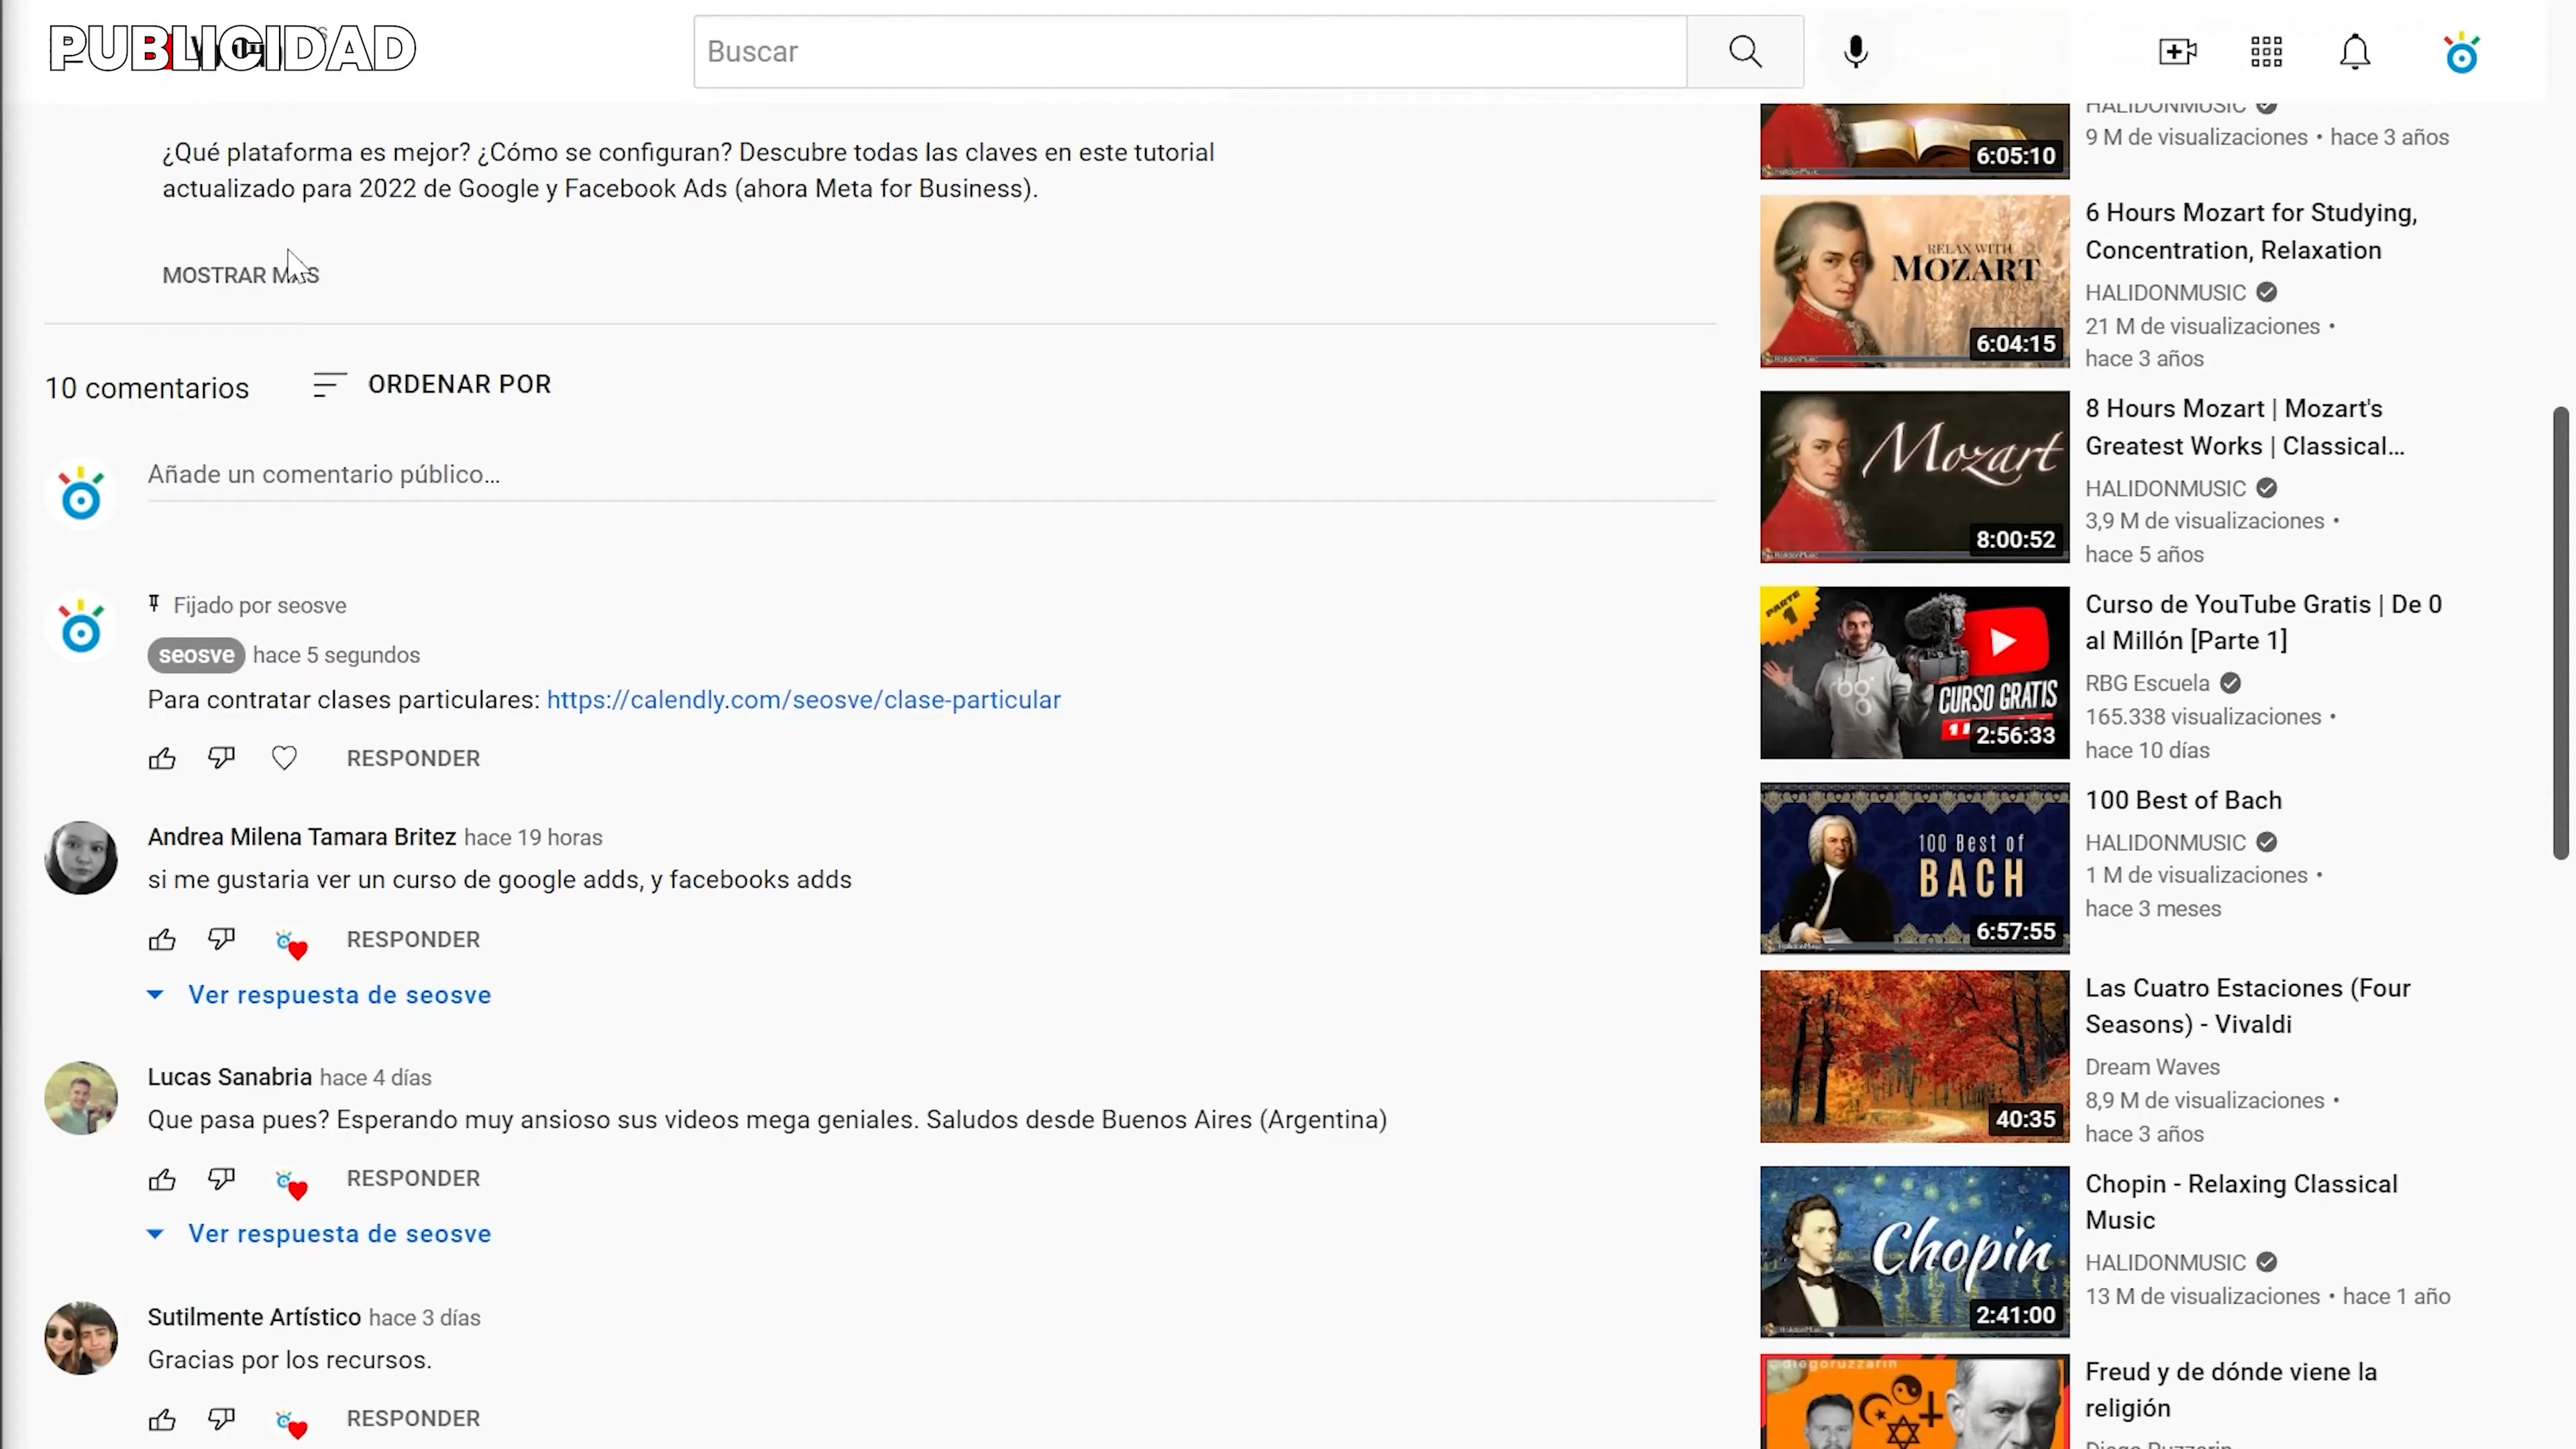 PUBLICIDAD
Buscar
¿Qué plataforma es mejor? ¿Cómo se configuran? Descubre todas las claves en este tutorial
actualizado para 2022 de Google y Facebook Ads (ahora Meta for Business).
MOSTRAR MÁS
10 comentarios
ORDENAR POR
Añade un comentario público...
Fijado por seosve
seosve hace 5 segundos
Para contratar clases particulares: https://calendly.com/seosve/clase-particular
RESPONDER
Andrea Milena Tamara Britez hace 19 horas
si me gustaria ver un curso de google adds, y facebooks adds
RESPONDER
Ver respuesta de seosve
Lucas Sanabria hace 4 días
Que pasa pues? Esperando muy ansioso sus videos mega geniales. Saludos desde Buenos Aires (Argentina)
RESPONDER
Ver respuesta de seosve
Sutilmente Artístico hace 3 días
Gracias por los recursos.
RESPONDER
6:05:10
HALIDONMUSIC
9 M de visualizaciones • hace 3 años
RELAX WITH
MOZART
6:04:15
6 Hours Mozart for Studying,
Concentration, Relaxation
HALIDONMUSIC
21 M de visualizaciones •
hace 3 años
Mozart
8:00:52
8 Hours Mozart | Mozart's
Greatest Works | Classical...
HALIDONMUSIC
3,9 M de visualizaciones •
hace 5 años
PARTE
1
rbg
CURSO GRATIS
2:56:33
Curso de YouTube Gratis | De 0
al Millón [Parte 1]
RBG Escuela
165.338 visualizaciones •
hace 10 días
100 Best of
BACH
6:57:55
100 Best of Bach
HALIDONMUSIC
1 M de visualizaciones •
hace 3 meses
40:35
Las Cuatro Estaciones (Four
Seasons) - Vivaldi
Dream Waves
8,9 M de visualizaciones •
hace 3 años
Chopin
2:41:00
Chopin - Relaxing Classical
Music
HALIDONMUSIC
13 M de visualizaciones • hace 1 año
@diegoruzzarin
Freud y de dónde viene la
religión
Diego Ruzzarin